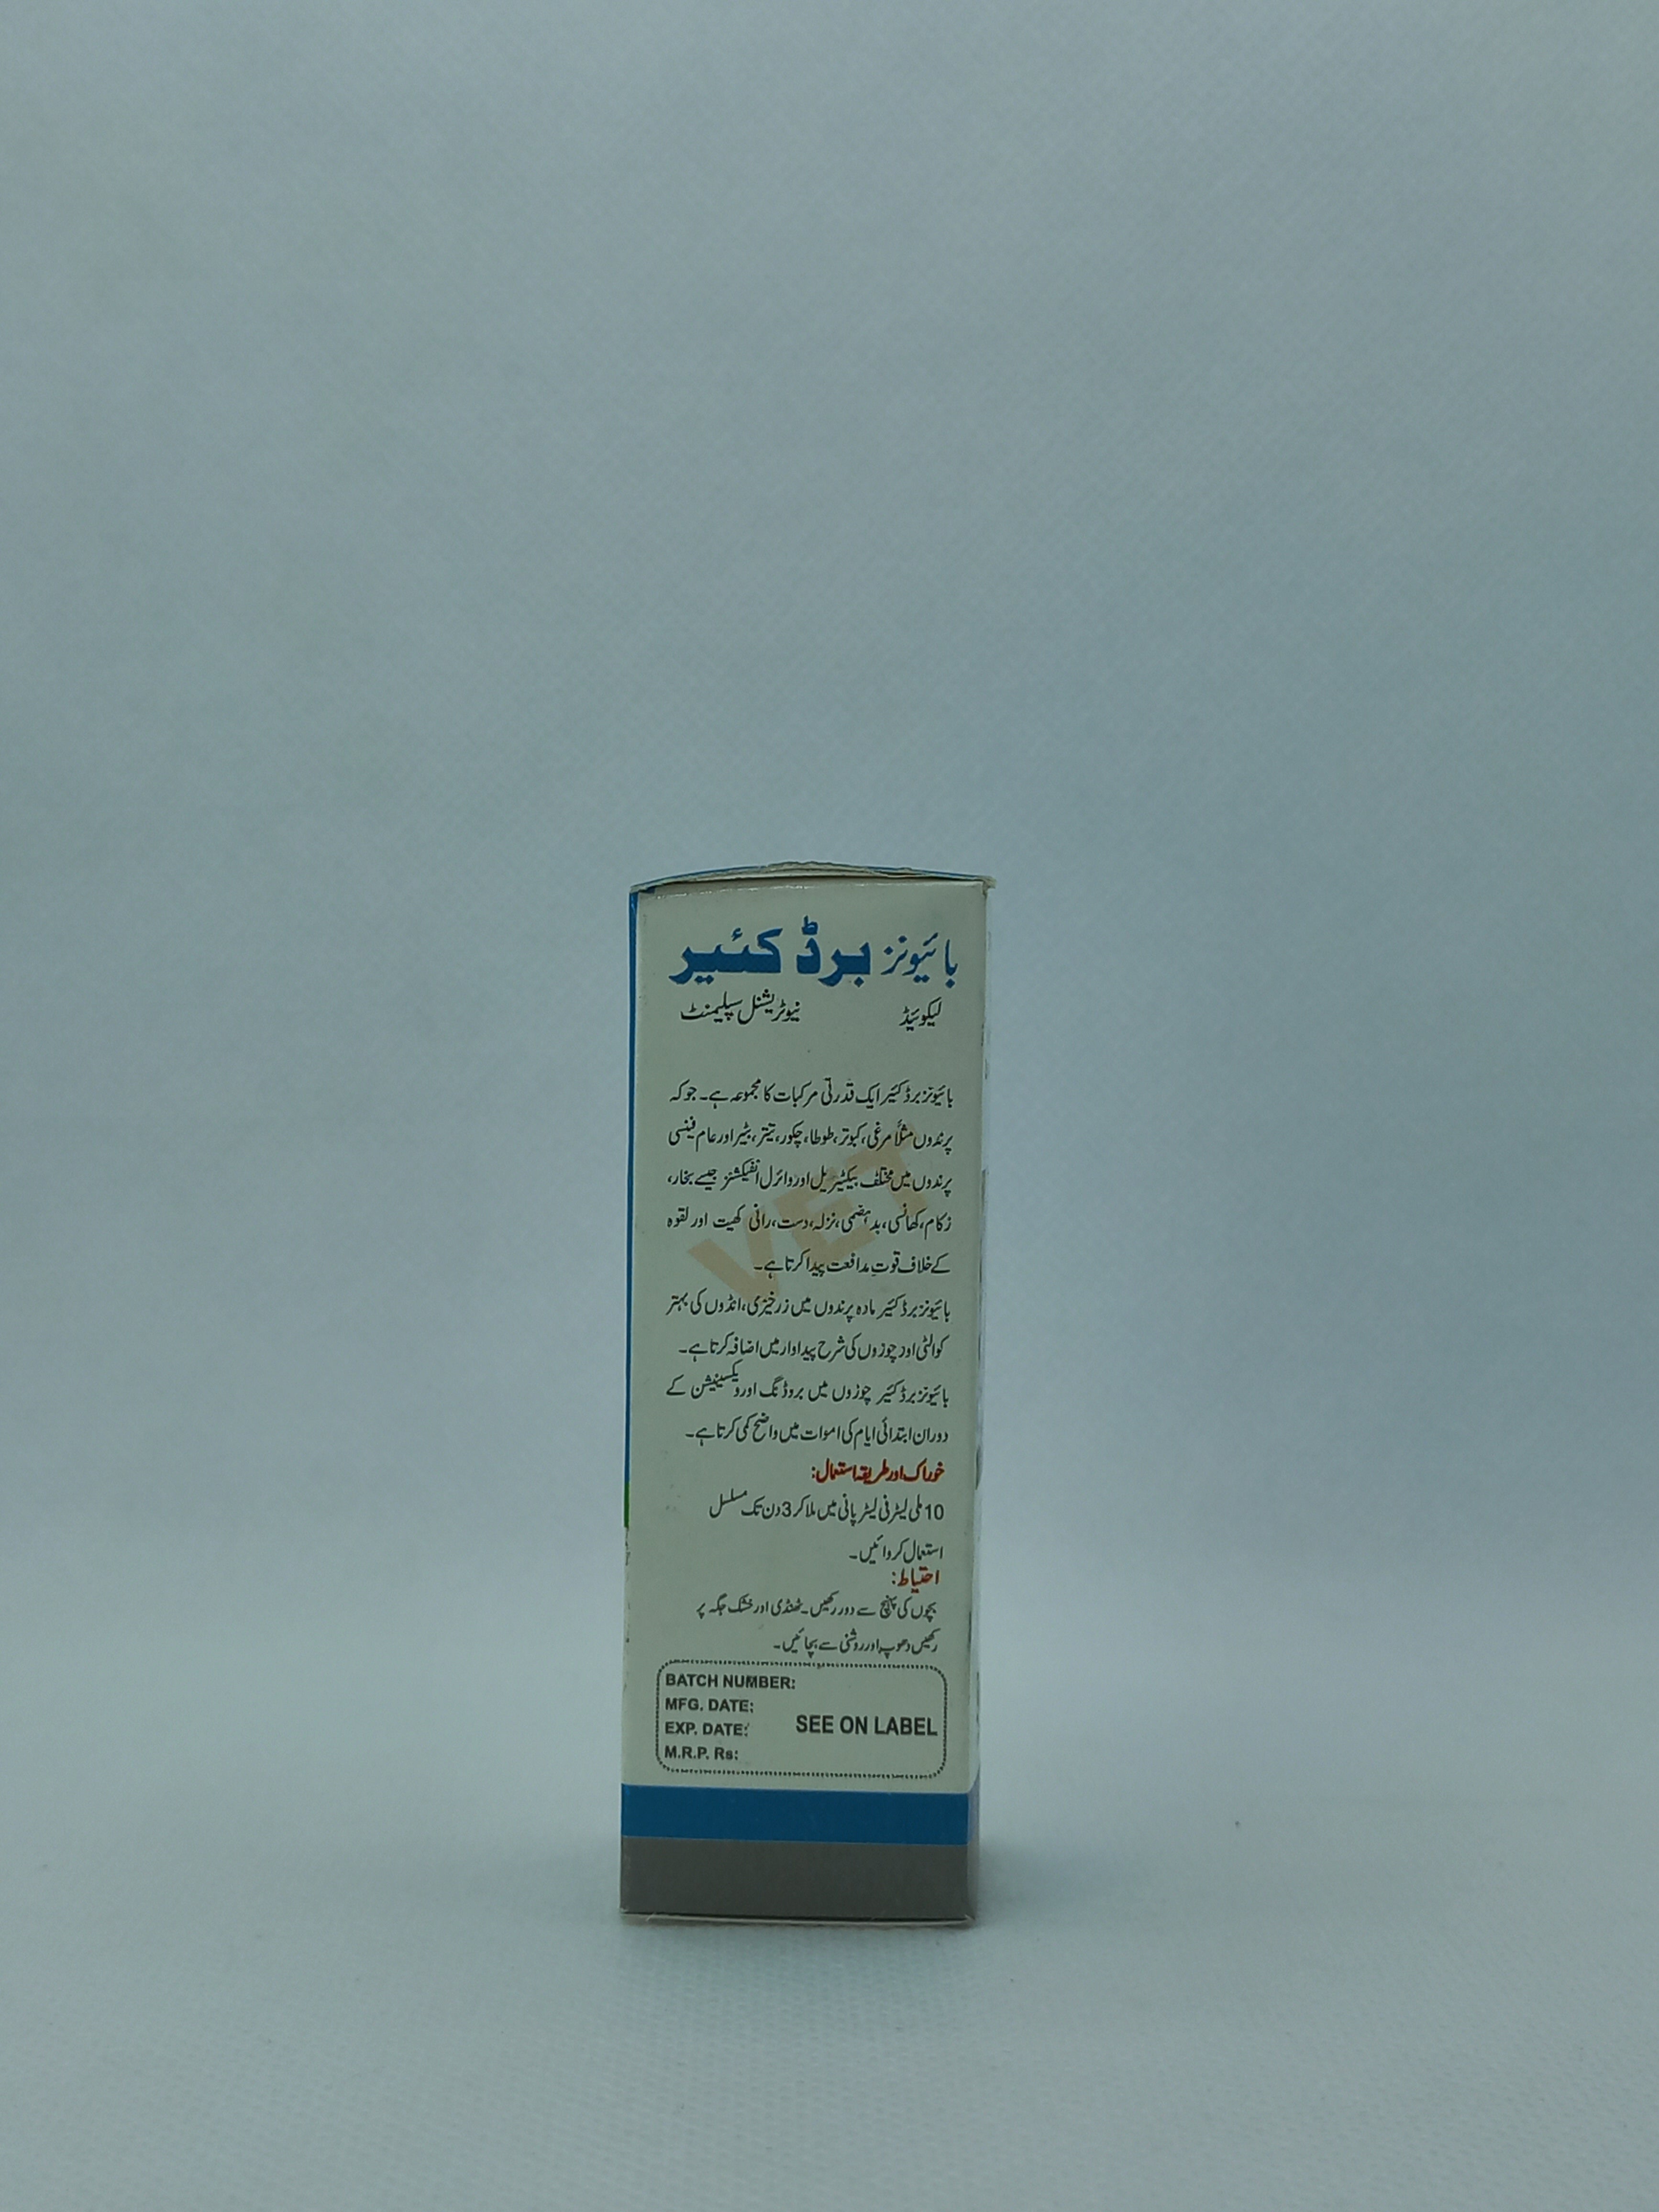 بائیونز برڈ کئیر
لیکوئیڈ نیوٹریشنل سپلیمنٹ
بائیونز برڈ کئیر ایک قدرتی مرکبات کا مجموعہ ہے۔ جو کہ
پرندوں مثلاً مرغی، کبوتر، طوطا، چکور، تیتر، بٹیر اور عام فینسی
پرندوں میں مختلف بیکٹیریل اور وائرل انفیکشنز جیسے بخار،
زکام، کھانسی، بدہضمی، نزلہ، دست، رانی کھیت اور لقوہ
کے خلاف قوتِ مدافعت پیدا کرتا ہے۔
بائیونز برڈ کئیر مادہ پرندوں میں زرخیزی، انڈوں کی بہتر
کوالٹی اور چوزوں کی شرح پیداوار میں اضافہ کرتا ہے۔
بائیونز برڈ کئیر چوزوں میں بروڈنگ اور ویکسینیشن کے
دوران ابتدائی ایام کی اموات میں واضح کمی کرتا ہے۔
خوراک اور طریقہ استعمال:
10 ملی لیٹر فی لیٹر پانی میں ملا کر 3 دن تک مسلسل
استعمال کروائیں۔
احتیاط:
بچوں کی پہنچ سے دور رکھیں۔ ٹھنڈی اور خشک جگہ پر
رکھیں دھوپ اور روشنی سے بچائیں۔
VET
BATCH NUMBER:
MFG. DATE:
EXP. DATE: SEE ON LABEL
M.R.P. Rs: